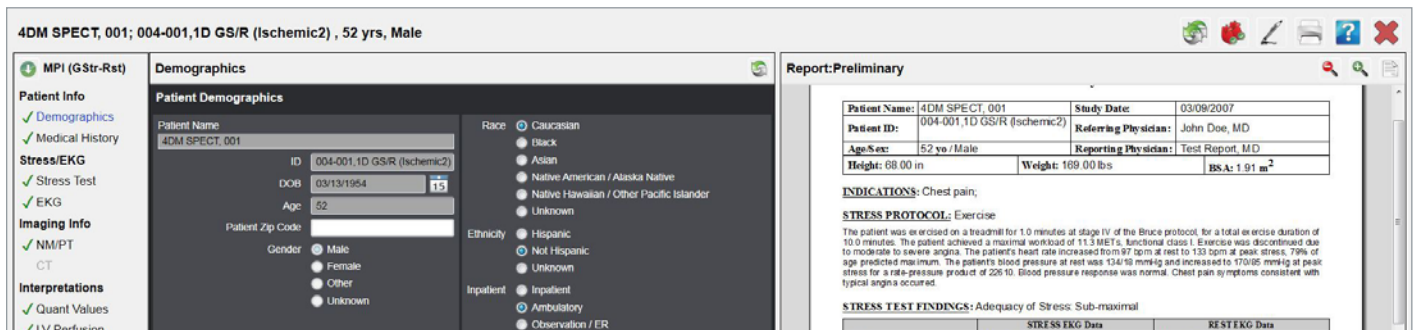 4DM SPECT, 001; 004-001,1D GS/R (Ischemic2) , 52 yrs, Male
MPI (GStr-Rst)
Patient Info
Demographics
Medical History
Stress/EKG
Stress Test
EKG
Imaging Info
NM/PT
CT
Interpretations
Quant Values
LV Perfusion
Demographics
Patient Demographics
Patient Name
4DM SPECT, 001
ID 004-001,1D GS/R (Ischemic2)
DOB 03/13/1954 15
Age 52
Patient Zip Code
Gender Male
Female
Other
Unknown
Race Caucasian
Black
Asian
Native American / Alaska Native
Native Hawaiian / Other Pacific Islander
Unknown
Ethnicity Hispanic
Not Hispanic
Unknown
Inpatient Inpatient
Ambulatory
Observation / ER
Report:Preliminary
Patient Name: 4DM SPECT, 001 Study Date: 03/09/2007
Patient ID: 004-001,1D GS/R (Ischemic2) Referring Physician: John Doe, MD
Age/Sex: 52 yo / Male Reporting Physician: Test Report, MD
Height: 68.00 in Weight: 169.00 lbs BSA: 1.91 m²
INDICATIONS: Chest pain;
STRESS PROTOCOL: Exercise
The patient was exercised on a treadmill for 1.0 minutes at stage IV of the Bruce protocol, for a total exercise duration of
10.0 minutes. The patient achieved a maximal workload of 11.3 METs, functional class I. Exercise was discontinued due
to moderate to severe angina. The patient's heart rate increased from 97 bpm at rest to 133 bpm at peak stress, 79% of
age predicted maximum. The patient's blood pressure at rest was 134/18 mmHg and increased to 170/85 mmHg at peak
stress for a rate-pressure product of 22610. Blood pressure response was normal. Chest pain symptoms consistent with
typical angina occurred.
STRESS TEST FINDINGS: Adequacy of Stress: Sub-maximal
STRESS EKG Data REST EKG Data